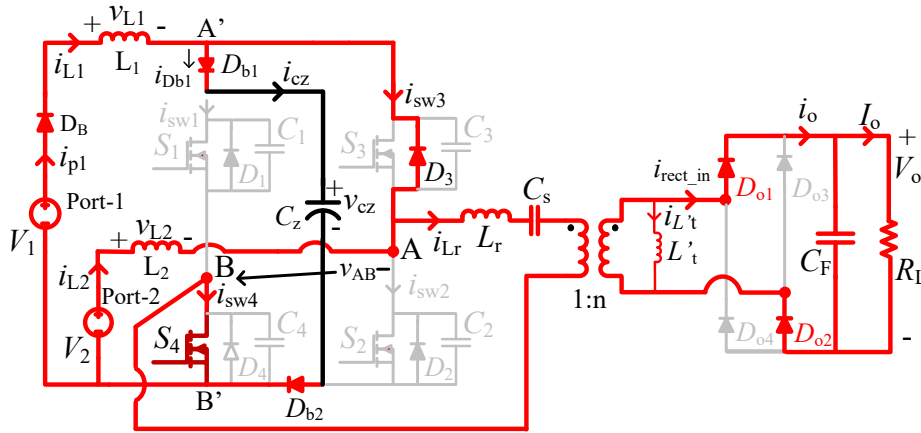 + vL1 -
A'
iL1
L1
iDb1
Db1
icz
isw3
isw1
S1
C1
D1
S3
C3
D3
DB
ip1
Port-1
V1
+
vcz
-
Cz
+ vL2 -
L2
iL2
Port-2
V2
B
vAB
-
A
isw4
isw2
S4
C4
D4
S2
C2
D2
B'
Db2
iLr
Lr
Cs
1:n
irect_in
iL't
L't
Do1
Do3
Do4
Do2
io
Io
+
Vo
-
CF
RL